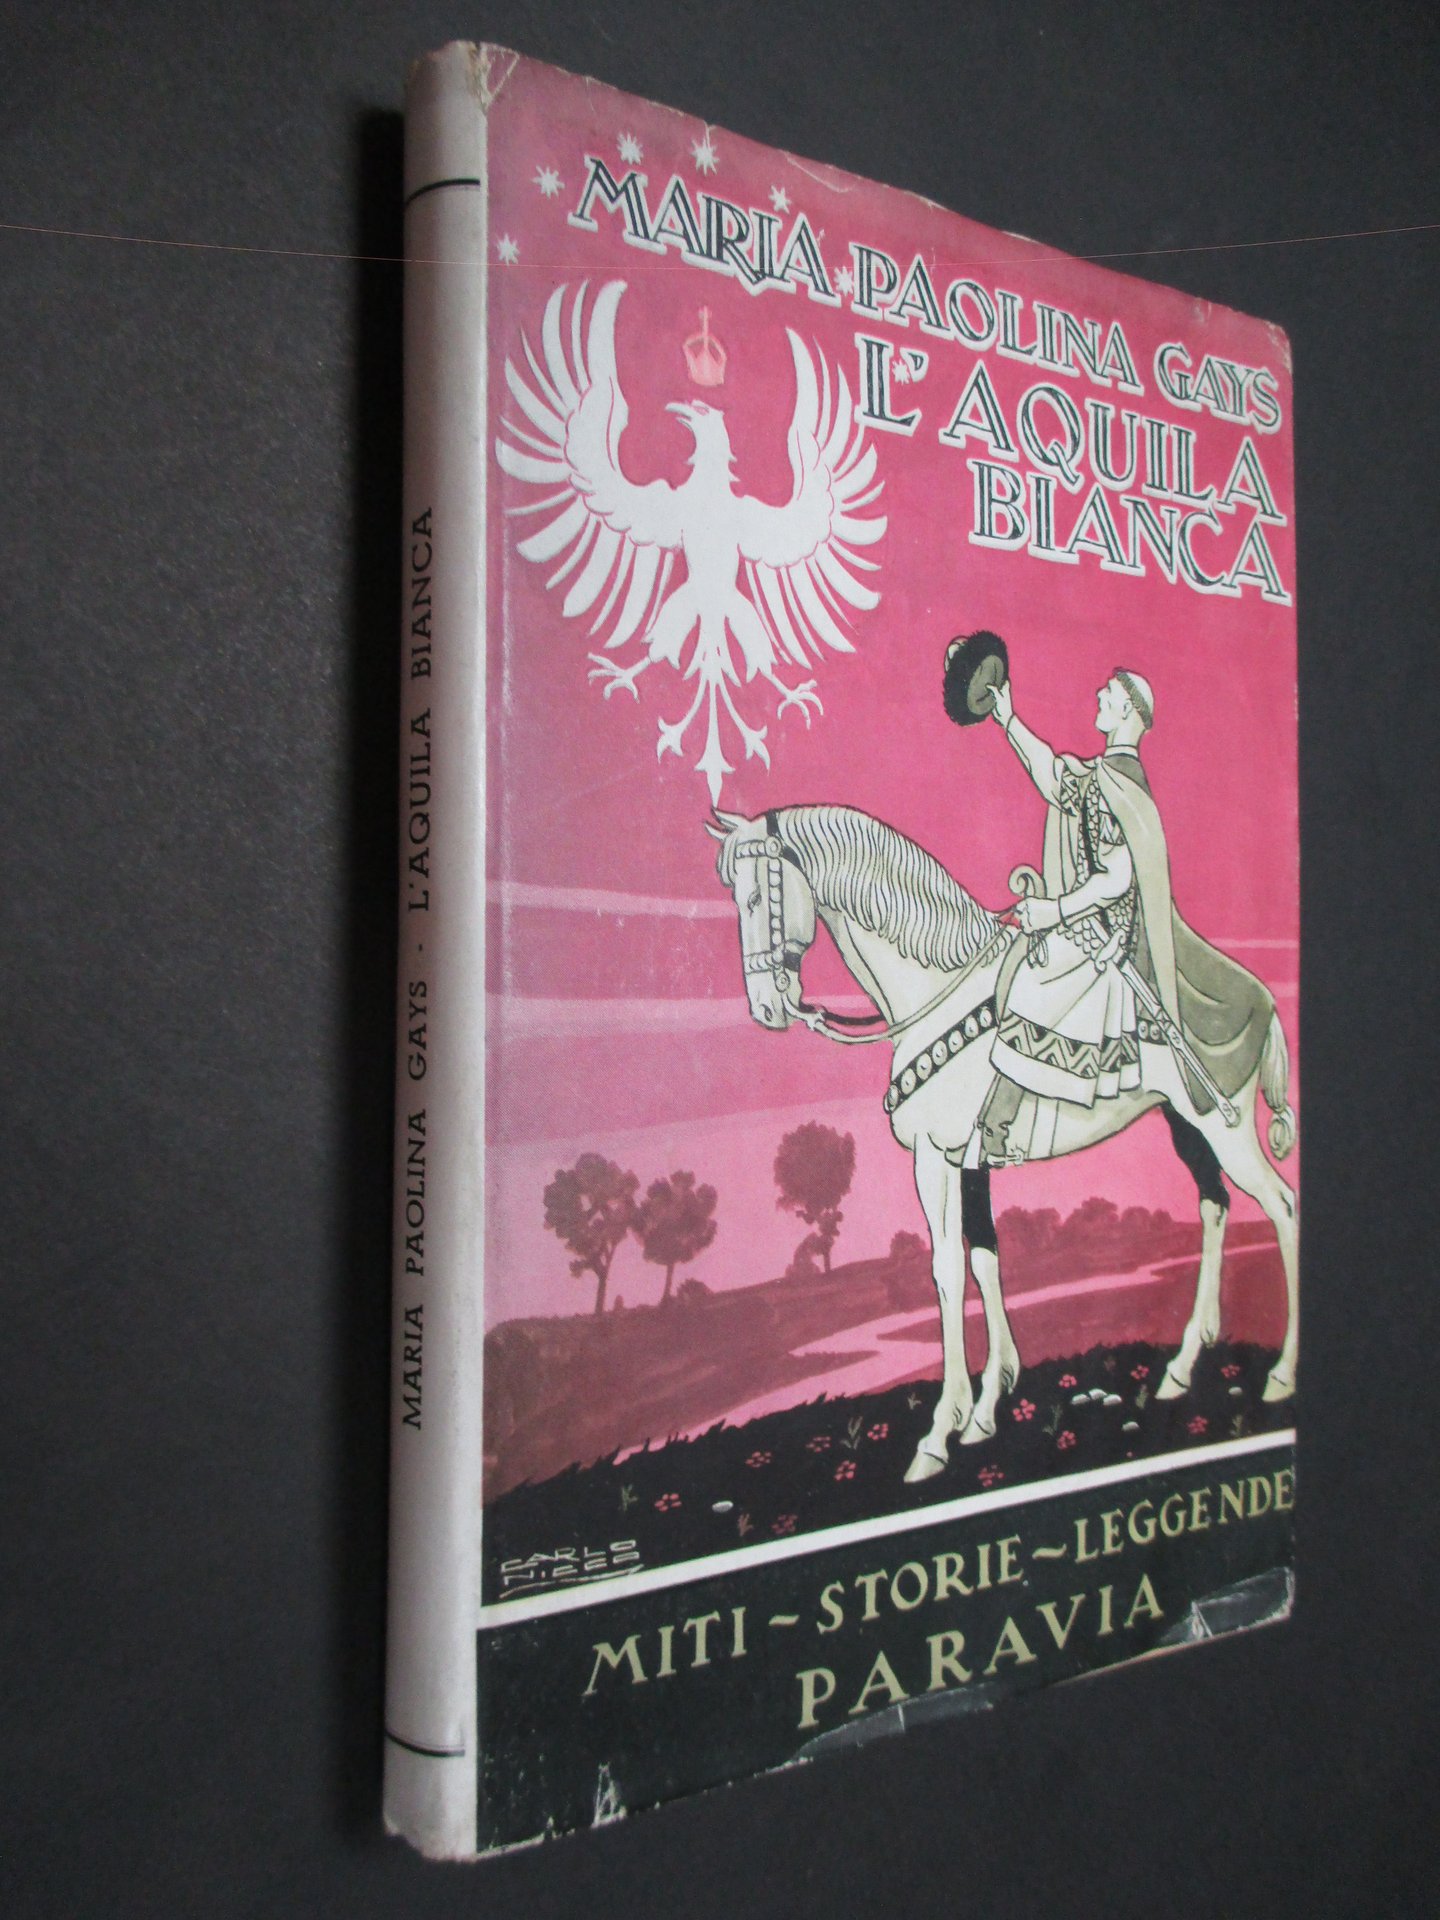 MARIA PAOLINA GAYS - L'AQUILA BIANCA
MARIA PAOLINA GAYS
L'AQUILA
BIANCA
CARLO
NICCO
MITI ~ STORIE ~ LEGGENDE
PARAVIA